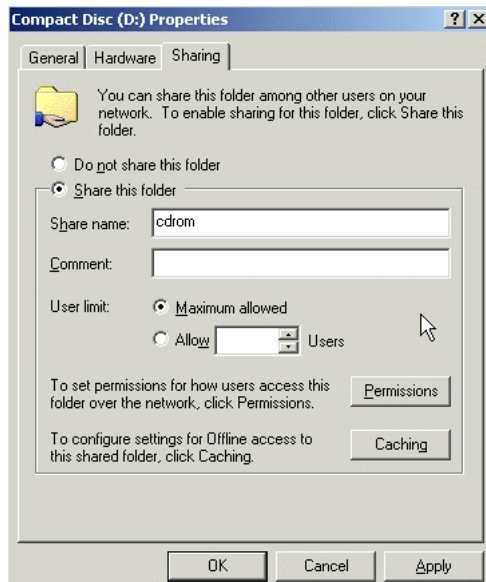 Compact Disc (D:) Properties
General Hardware Sharing
You can share this folder among other users on your
network. To enable sharing for this folder, click Share this
folder.
Do not share this folder
Share this folder
Share name: cdrom
Comment:
User limit: Maximum allowed
Allow Users
To set permissions for how users access this
folder over the network, click Permissions.
Permissions
To configure settings for Offline access to
this shared folder, click Caching.
Caching
OK Cancel Apply